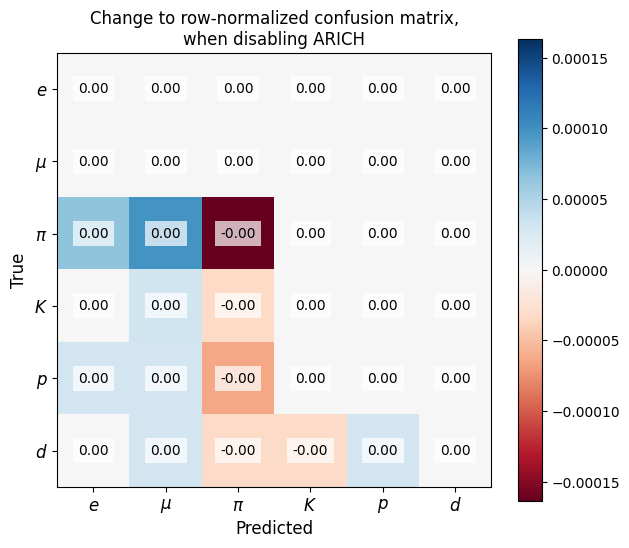 Change to row-normalized confusion matrix,
when disabling ARICH
e 0.00 0.00 0.00 0.00 0.00 0.00
μ 0.00 0.00 0.00 0.00 0.00 0.00
π 0.00 0.00 -0.00 0.00 0.00 0.00
K 0.00 0.00 -0.00 0.00 0.00 0.00
p 0.00 0.00 -0.00 0.00 0.00 0.00
d 0.00 0.00 -0.00 -0.00 0.00 0.00
e μ π K p d
True
Predicted
0.00015
0.00010
0.00005
0.00000
−0.00005
−0.00010
−0.00015